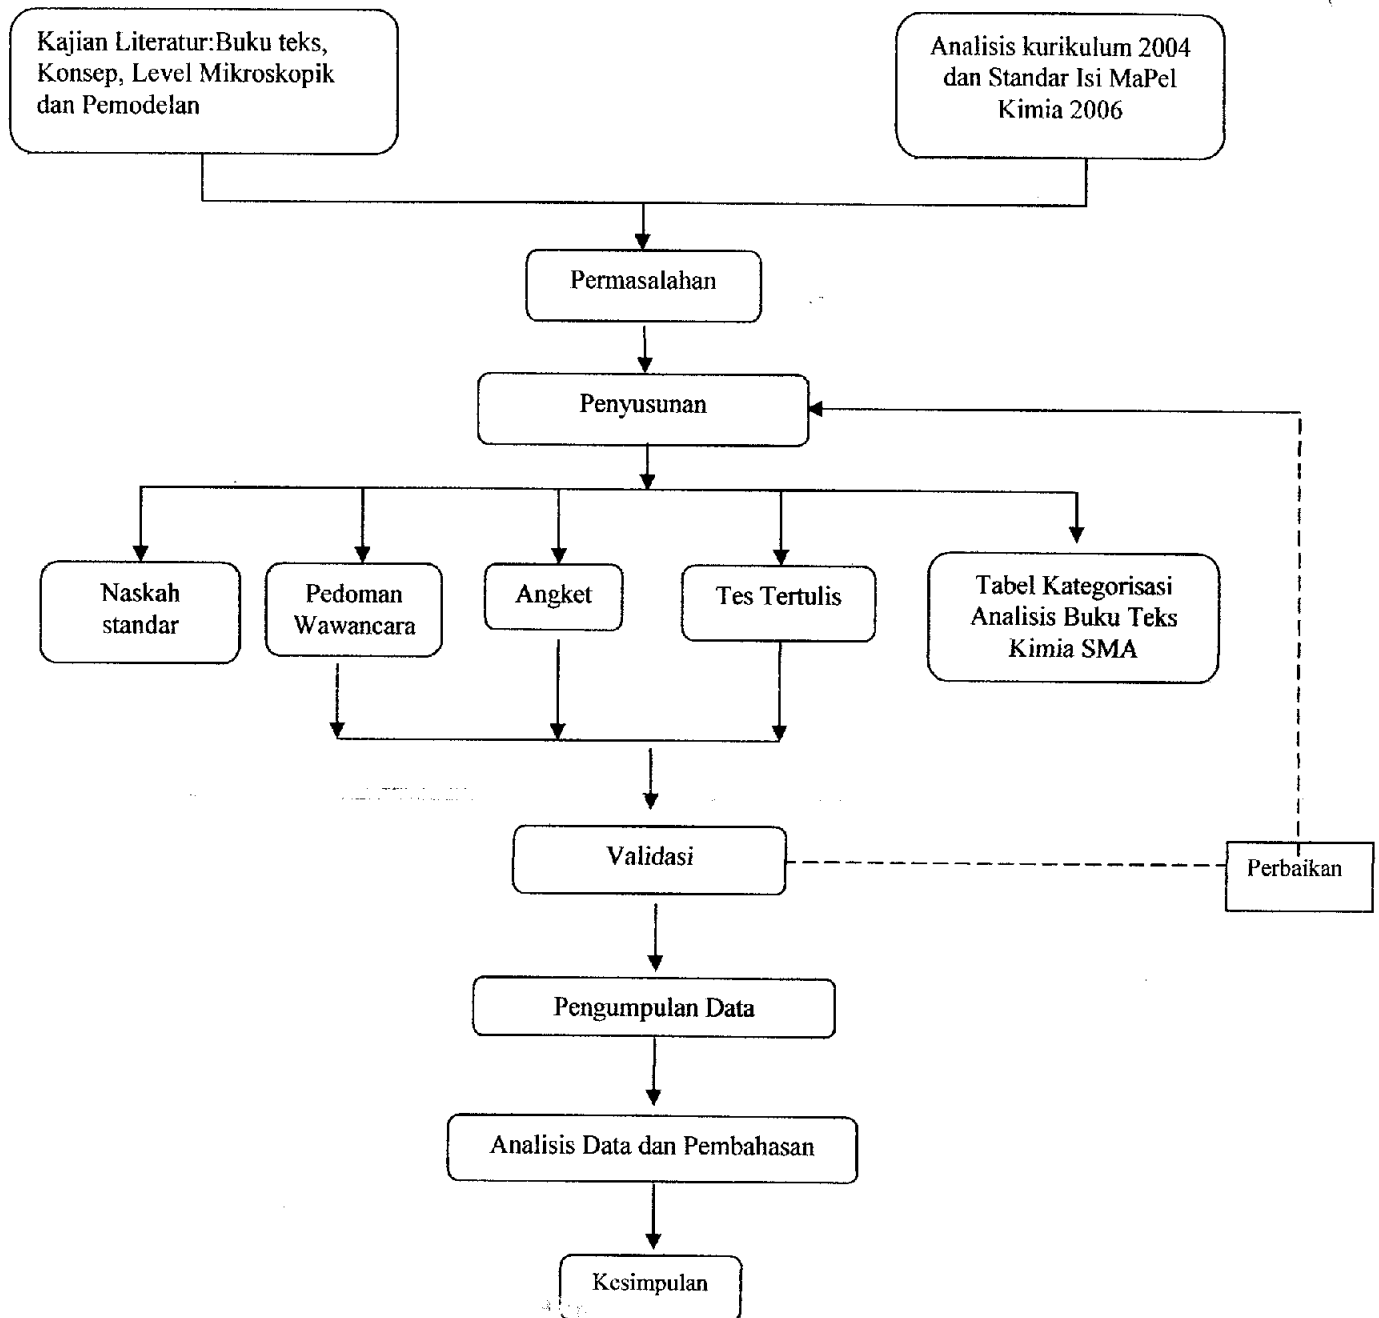 Kajian Literatur:Buku teks,
Konsep, Level Mikroskopik
dan Pemodelan
Analisis kurikulum 2004
dan Standar Isi MaPel
Kimia 2006
Permasalahan
Penyusunan
Naskah
standar
Pedoman
Wawancara
Angket
Tes Tertulis
Tabel Kategorisasi
Analisis Buku Teks
Kimia SMA
Validasi
Perbaikan
Pengumpulan Data
Analisis Data dan Pembahasan
Kesimpulan